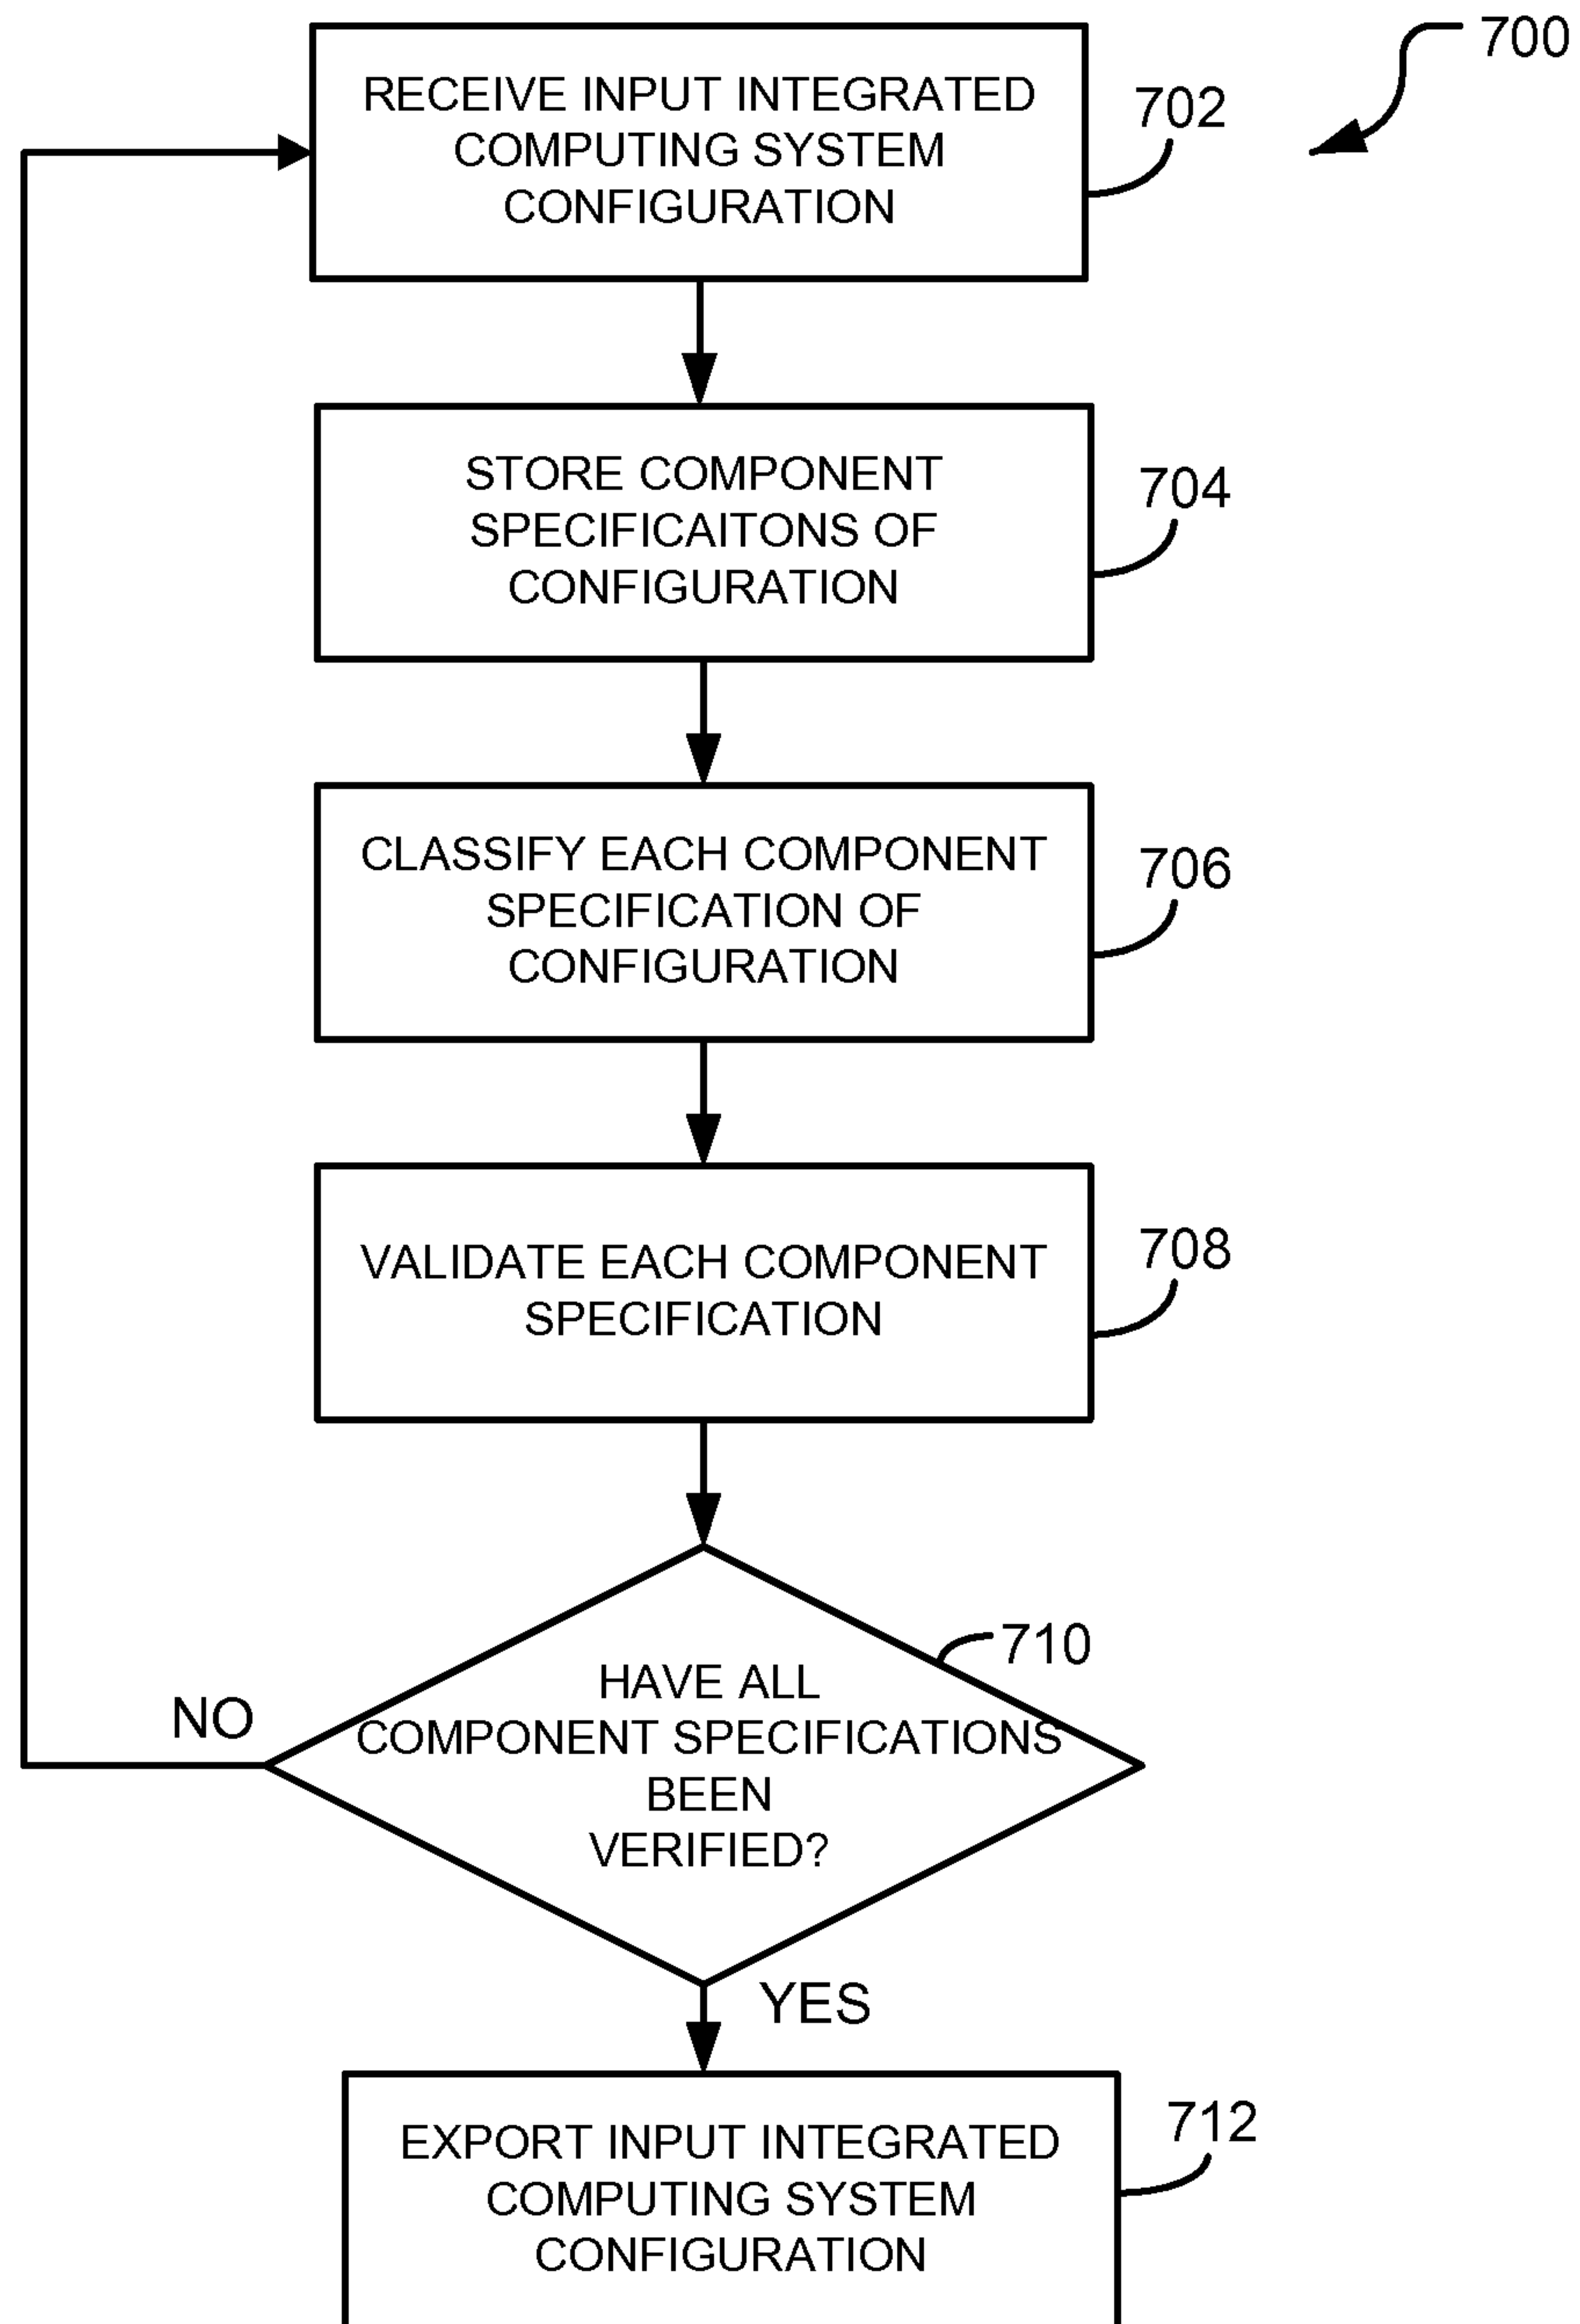 700
RECEIVE INPUT INTEGRATED
COMPUTING SYSTEM
CONFIGURATION
702
STORE COMPONENT
SPECIFICAITONS OF
CONFIGURATION
704
CLASSIFY EACH COMPONENT
SPECIFICATION OF
CONFIGURATION
706
VALIDATE EACH COMPONENT
SPECIFICATION
708
710
HAVE ALL
COMPONENT SPECIFICATIONS
BEEN
VERIFIED?
NO
YES
EXPORT INPUT INTEGRATED
COMPUTING SYSTEM
CONFIGURATION
712